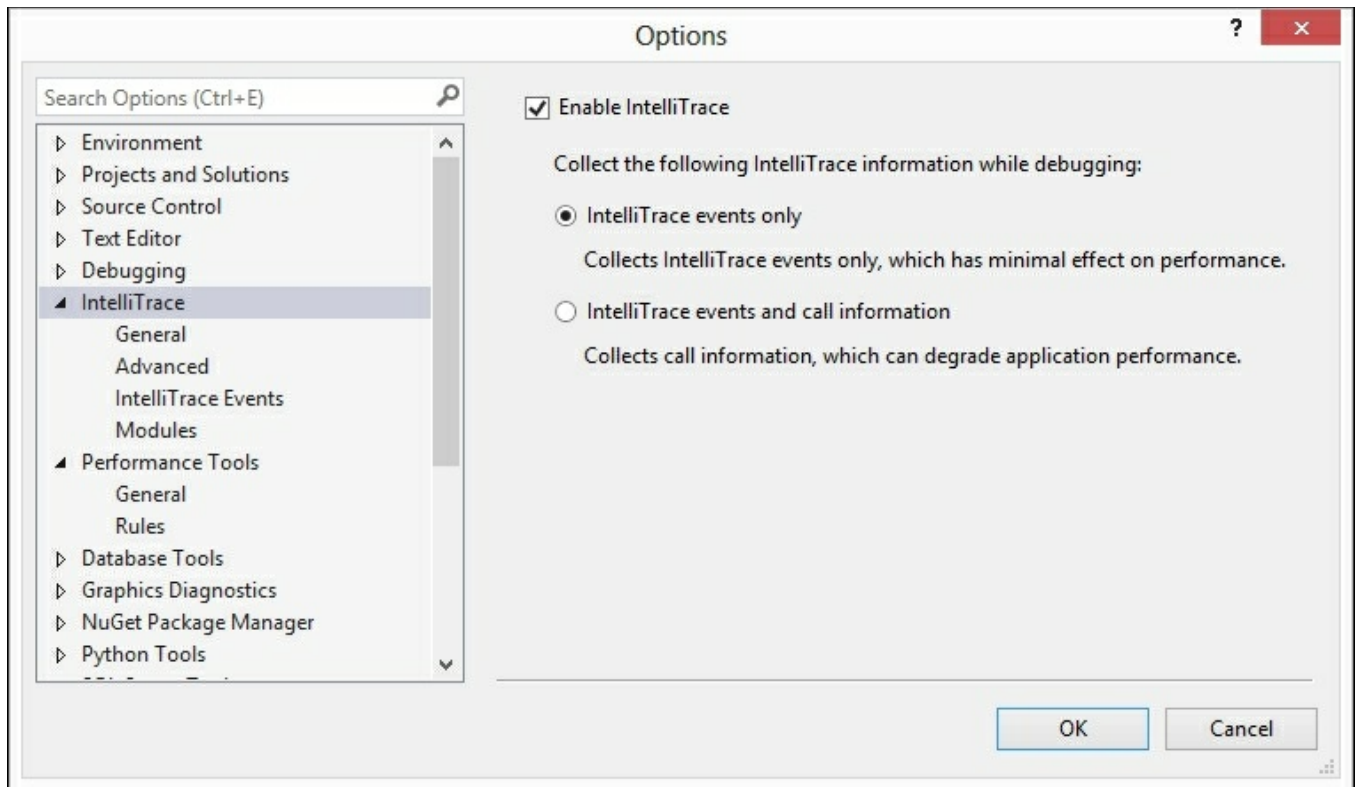 Options
?
Search Options (Ctrl+E)
Environment
Projects and Solutions
Source Control
Text Editor
Debugging
IntelliTrace
General
Advanced
IntelliTrace Events
Modules
Performance Tools
General
Rules
Database Tools
Graphics Diagnostics
NuGet Package Manager
Python Tools
Enable IntelliTrace
Collect the following IntelliTrace information while debugging:
IntelliTrace events only
Collects IntelliTrace events only, which has minimal effect on performance.
IntelliTrace events and call information
Collects call information, which can degrade application performance.
OK
Cancel